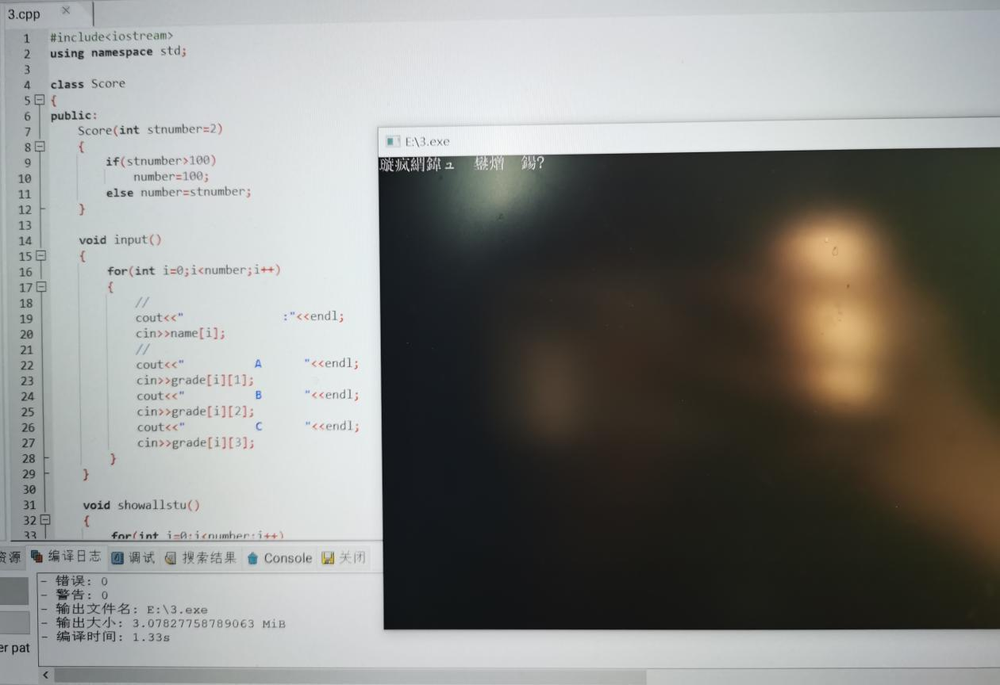 3.cpp
1 #include<iostream>
2 using namespace std;
3
4 class Score
5 {
6 public:
7 Score(int stnumber=2)
8 {
9 if(stnumber>100)
10 number=100;
11 else number=stnumber;
12 }
13
14 void input()
15 {
16 for(int i=0;i<number;i++)
17 {
18 //
19 cout<<" :"<<endl;
20 cin>>name[i];
21 //
22 cout<<" A "<<endl;
23 cin>>grade[i][1];
24 cout<<" B "<<endl;
25 cin>>grade[i][2];
26 cout<<" C "<<endl;
27 cin>>grade[i][3];
28 }
29 }
30
31 void showallstu()
32 {
33 for(int i=0;i<number;i++)
E:\3.exe
璇疯緭鍏ュ 鐢熷 鍚?
资源 编译日志 调试 搜索结果 Console 关闭
- 错误: 0
- 警告: 0
- 输出文件名: E:\3.exe
- 输出大小: 3.07827758789063 MiB
- 编译时间: 1.33s
er pat